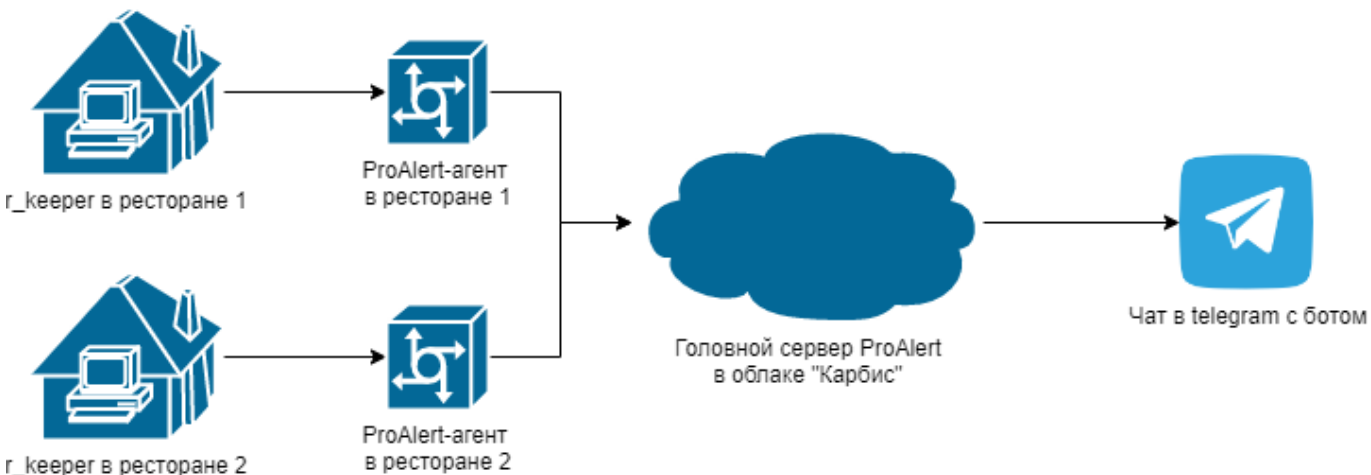 r_keeper в ресторане 1
ProAlert-агент
в ресторане 1
Головной сервер ProAlert
в облаке "Карбис"
Чат в telegram с ботом
r_keeper в ресторане 2
ProAlert-агент
в ресторане 2